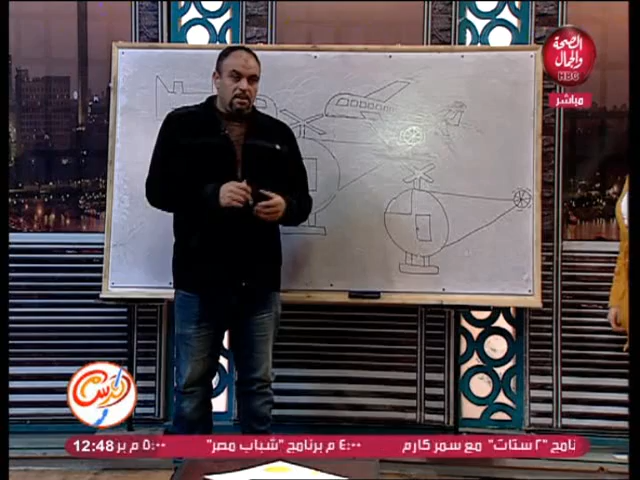 الصحة
والجمال
HBC
مباشر
نامج "٢ ستات" مع سمر كارم ٤:٠٠ م برنامج "شباب مصر" ٥:٠٠ م بر
12:48